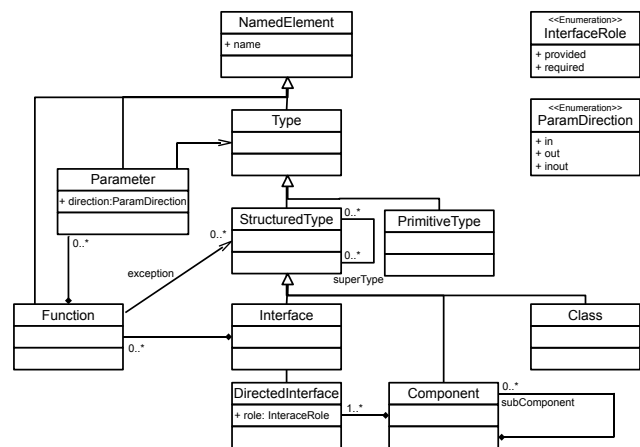 NamedElement
+ name
<<Enumeration>>
InterfaceRole
+ provided
+ required
Type
<<Enumeration>>
ParamDirection
+ in
+ out
+ inout
Parameter
+ direction:ParamDirection
0..*
StructuredType
0..*
0..*
0..*
superType
PrimitiveType
exception
Function
0..*
Interface
Class
DirectedInterface
+ role: InteraceRole
1..*
Component
0..*
subComponent